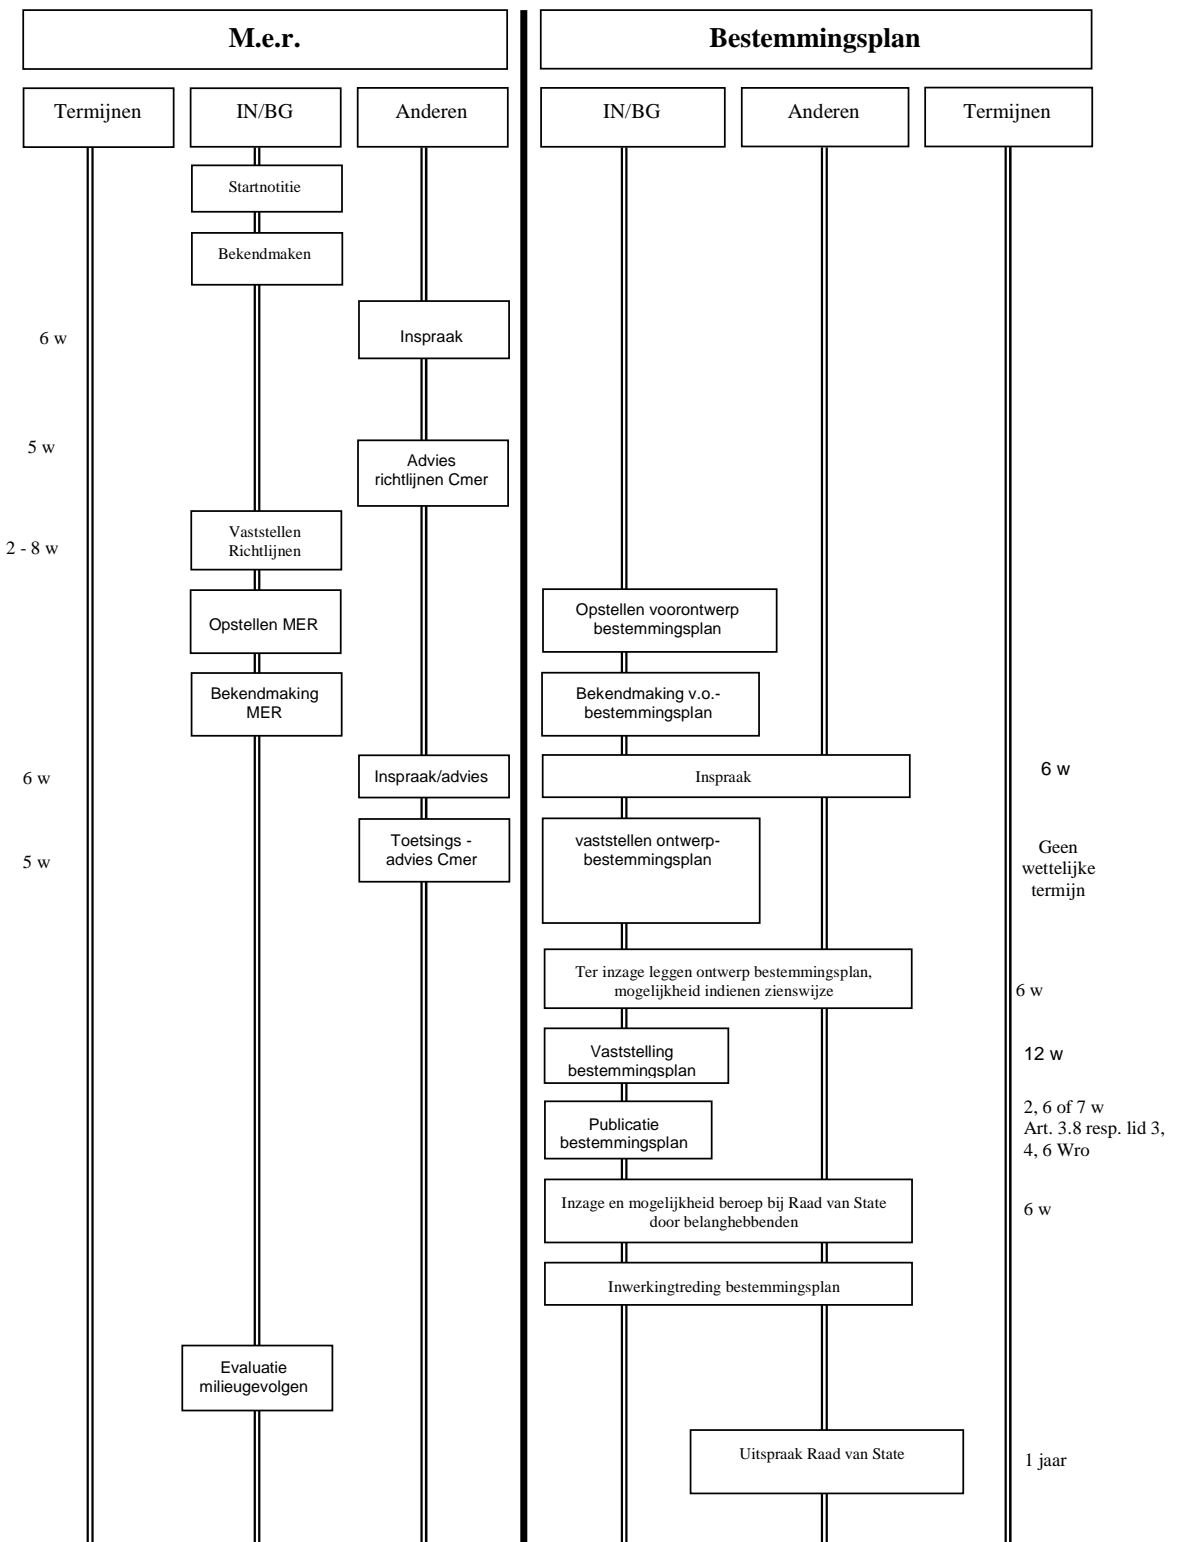 M.e.r.
Bestemmingsplan
Termijnen
IN/BG
Anderen
IN/BG
Anderen
Termijnen
Startnotitie
Bekendmaken
6 w
Inspraak
5 w
Advies
richtlijnen Cmer
2 - 8 w
Vaststellen
Richtlijnen
Opstellen MER
Opstellen voorontwerp
bestemmingsplan
Bekendmaking
MER
Bekendmaking v.o.-
bestemmingsplan
6 w
Inspraak/advies
Inspraak
6 w
5 w
Toetsings -
advies Cmer
vaststellen ontwerp-
bestemmingsplan
Geen
wettelijke
termijn
Ter inzage leggen ontwerp bestemmingsplan,
mogelijkheid indienen zienswijze
6 w
Vaststelling
bestemmingsplan
12 w
Publicatie
bestemmingsplan
2, 6 of 7 w
Art. 3.8 resp. lid 3,
4, 6 Wro
Inzage en mogelijkheid beroep bij Raad van State
door belanghebbenden
6 w
Inwerkingtreding bestemmingsplan
Evaluatie
milieugevolgen
Uitspraak Raad van State
1 jaar